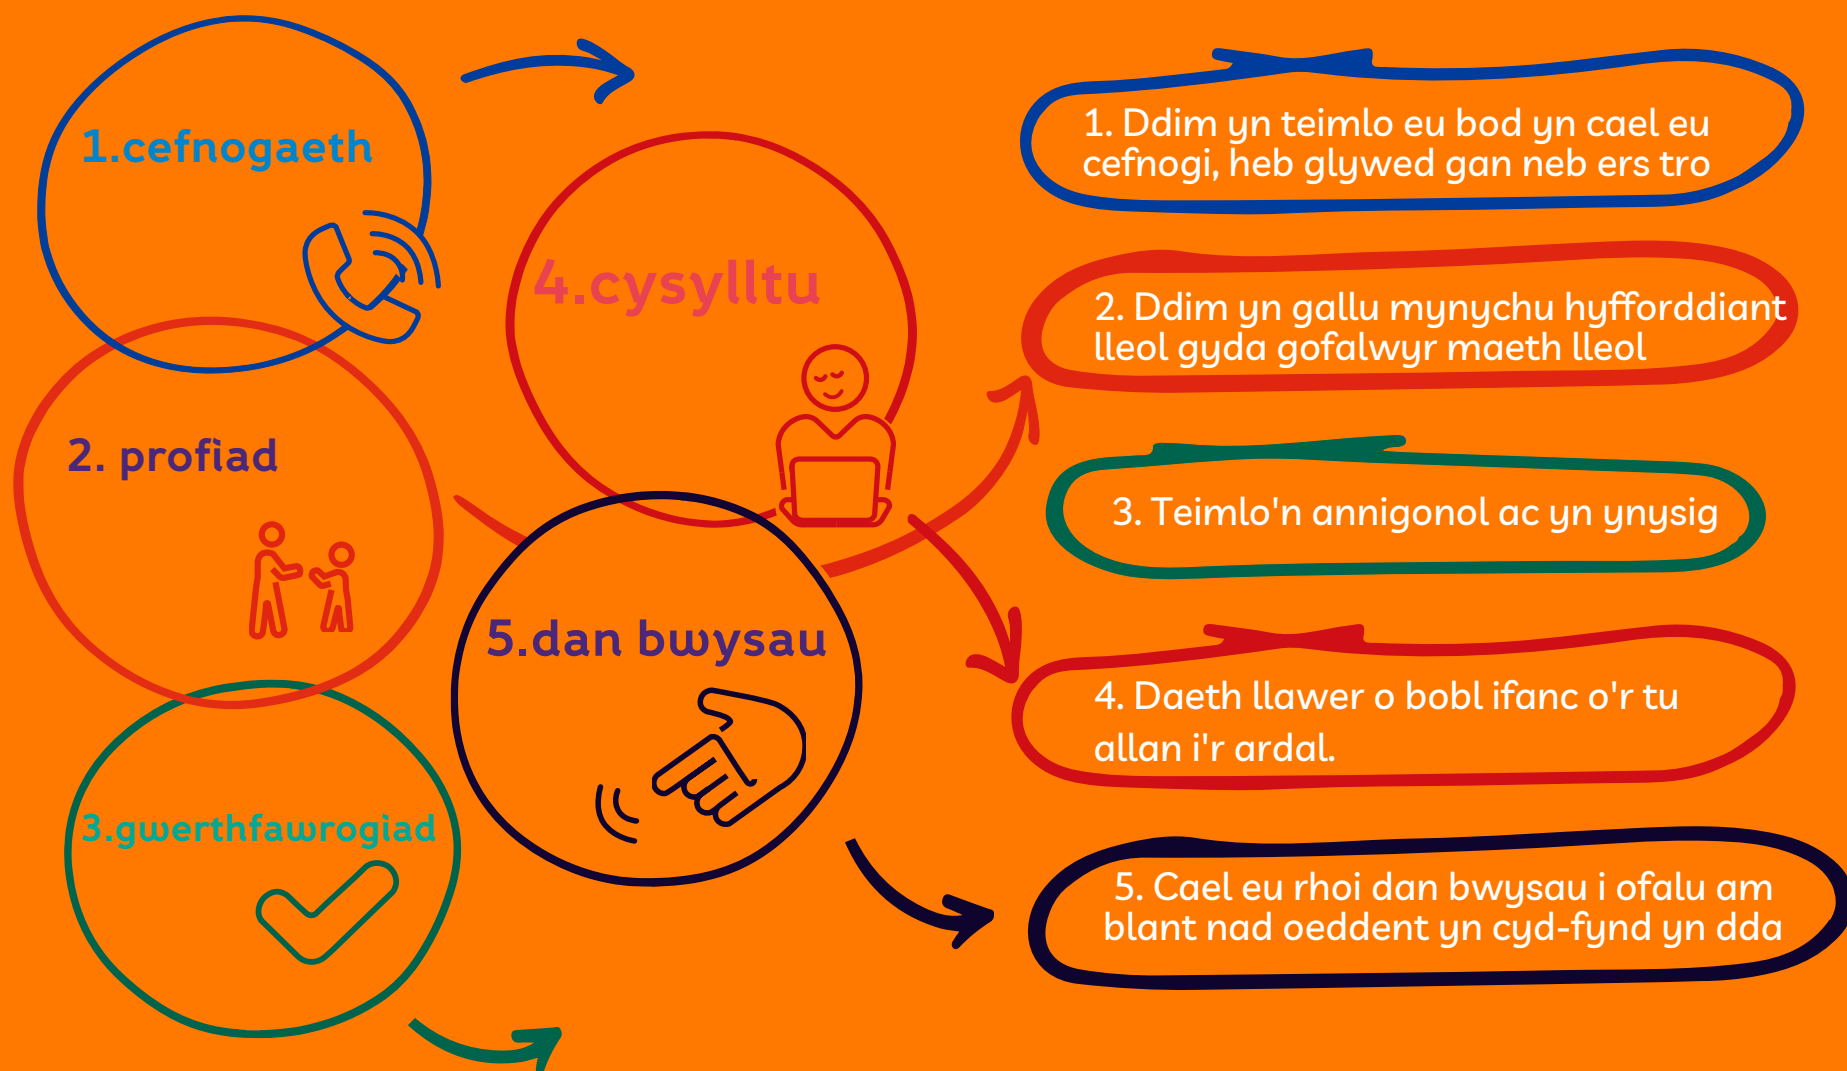 1.cefnogaeth
2. profiad
3.gwerthfawrogiad
4.cysylltu
5.dan bwysau
1. Ddim yn teimlo eu bod yn cael eu
cefnogi, heb glywed gan neb ers tro
2. Ddim yn gallu mynychu hyfforddiant
lleol gyda gofalwyr maeth lleol
3. Teimlo'n annigonol ac yn ynysig
4. Daeth llawer o bobl ifanc o'r tu
allan i'r ardal.
5. Cael eu rhoi dan bwysau i ofalu am
blant nad oeddent yn cyd-fynd yn dda